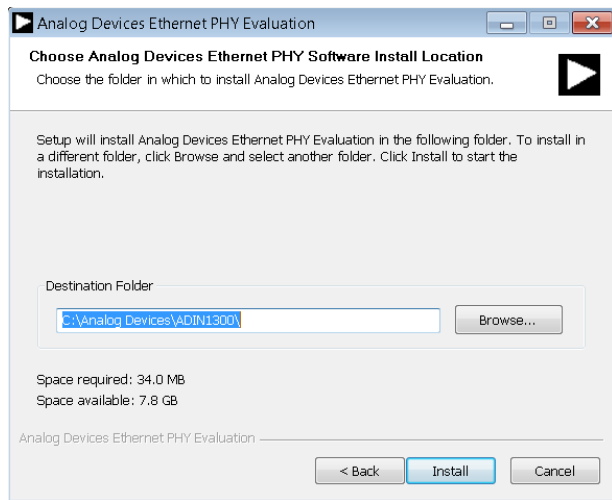 Analog Devices Ethernet PHY Evaluation
Choose Analog Devices Ethernet PHY Software Install Location
Choose the folder in which to install Analog Devices Ethernet PHY Evaluation.
Setup will install Analog Devices Ethernet PHY Evaluation in the following folder. To install in
a different folder, click Browse and select another folder. Click Install to start the
installation.
Destination Folder
C:\Analog Devices\ADIN1300\
Browse...
Space required: 34.0 MB
Space available: 7.8 GB
Analog Devices Ethernet PHY Evaluation
< Back
Install
Cancel